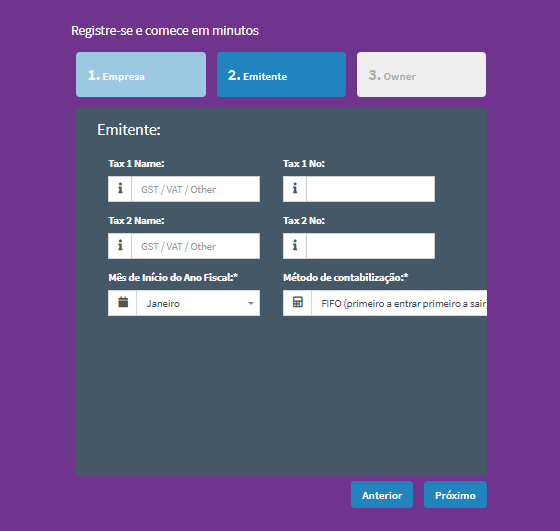 Registre-se e comece em minutos
1. Empresa
2. Emitente
3. Owner
Emitente:
Tax 1 Name:
Tax 1 No:
GST / VAT / Other
Tax 2 Name:
Tax 2 No:
GST / VAT / Other
Mês de Início do Ano Fiscal:*
Método de contabilização:*
Janeiro
FIFO (primeiro a entrar primeiro a sair)
Anterior
Próximo